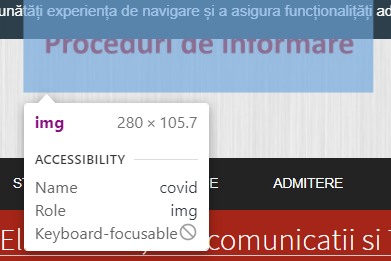 unătăți experiența de navigare și a asigura funcționalități ad
Proceduri de informare
img 280 × 105.7
ACCESSIBILITY
Name covid
Role img
Keyboard-focusable
ADMITERE
comunicatii si